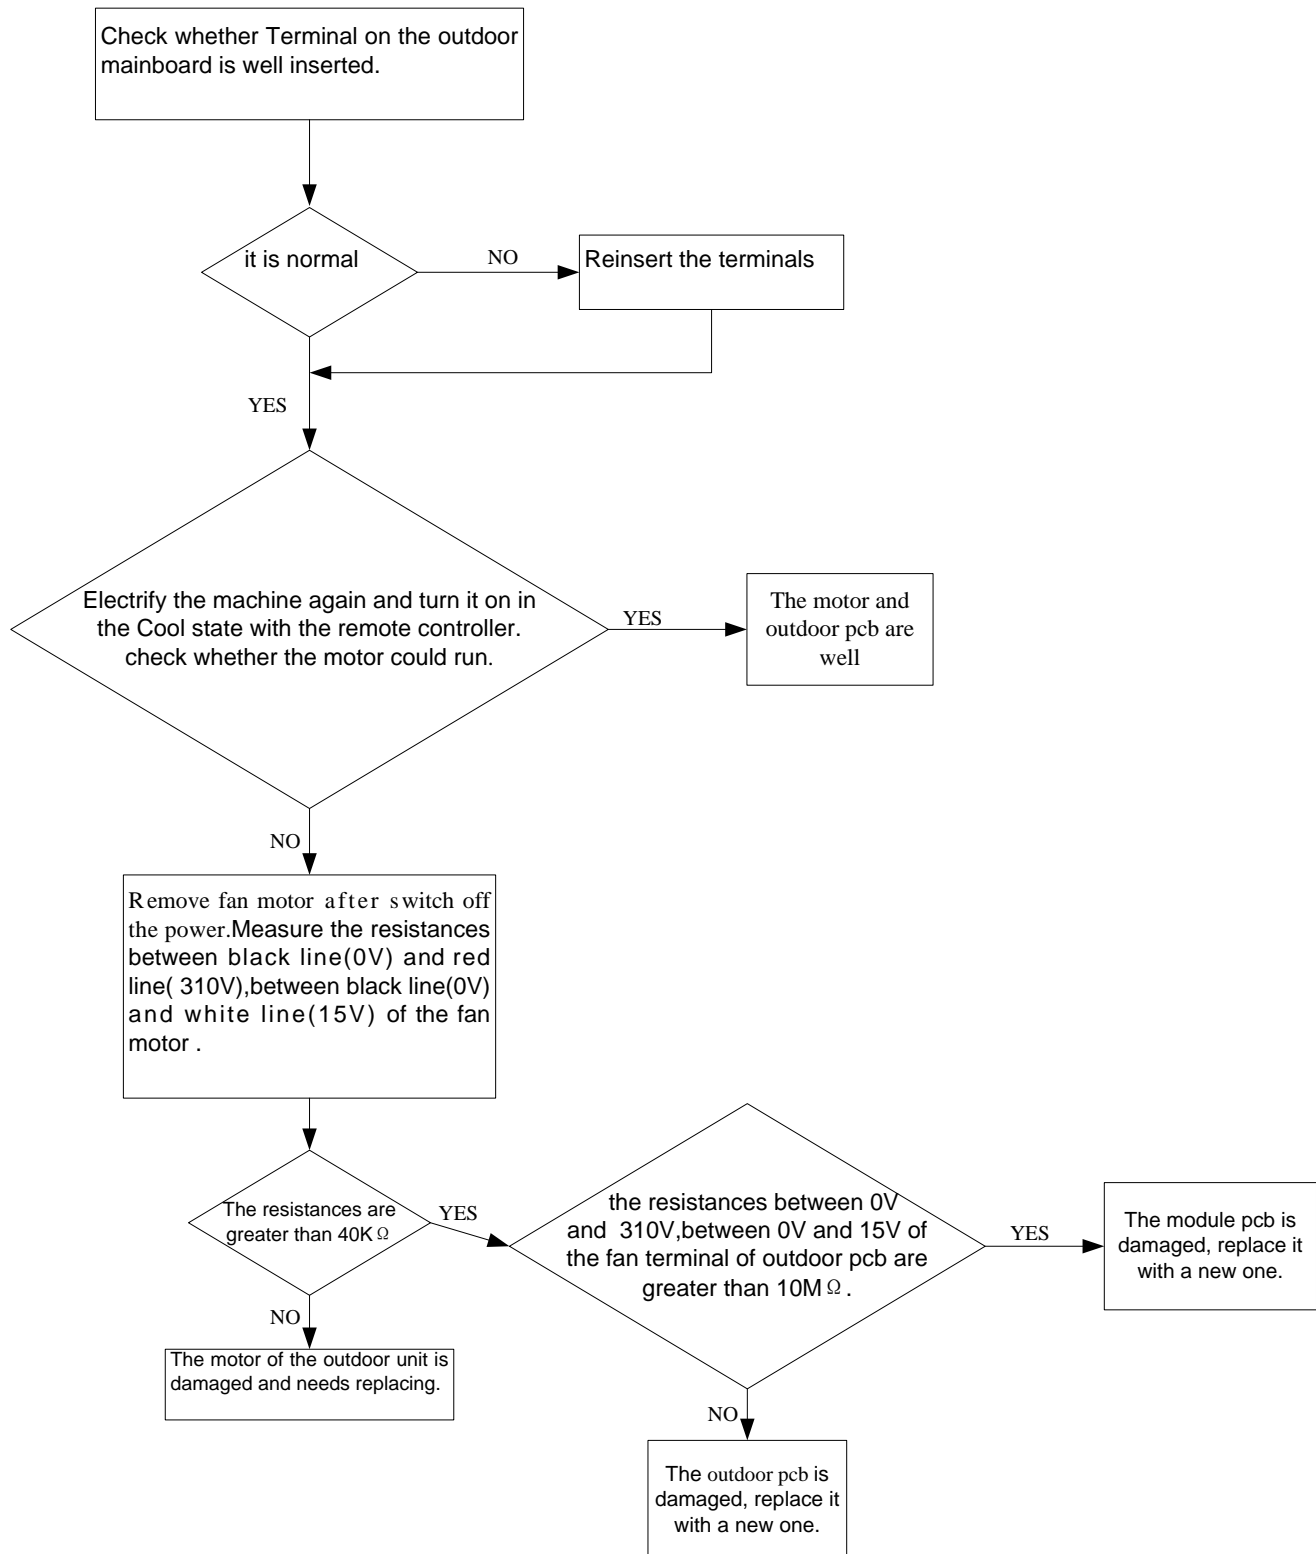 Check whether Terminal on the outdoor
mainboard is well inserted.
it is normal
NO
Reinsert the terminals
YES
Electrify the machine again and turn it on in
the Cool state with the remote controller.
check whether the motor could run.
YES
The motor and
outdoor pcb are
well
NO
Remove fan motor after switch off
the power.Measure the resistances
between black line(0V) and red
line( 310V),between black line(0V)
and white line(15V) of the fan
motor .
The resistances are
greater than 40KΩ
YES
the resistances between 0V
and 310V,between 0V and 15V of
the fan terminal of outdoor pcb are
greater than 10MΩ.
YES
The module pcb is
damaged, replace it
with a new one.
NO
The motor of the outdoor unit is
damaged and needs replacing.
NO
The outdoor pcb is
damaged, replace it
with a new one.